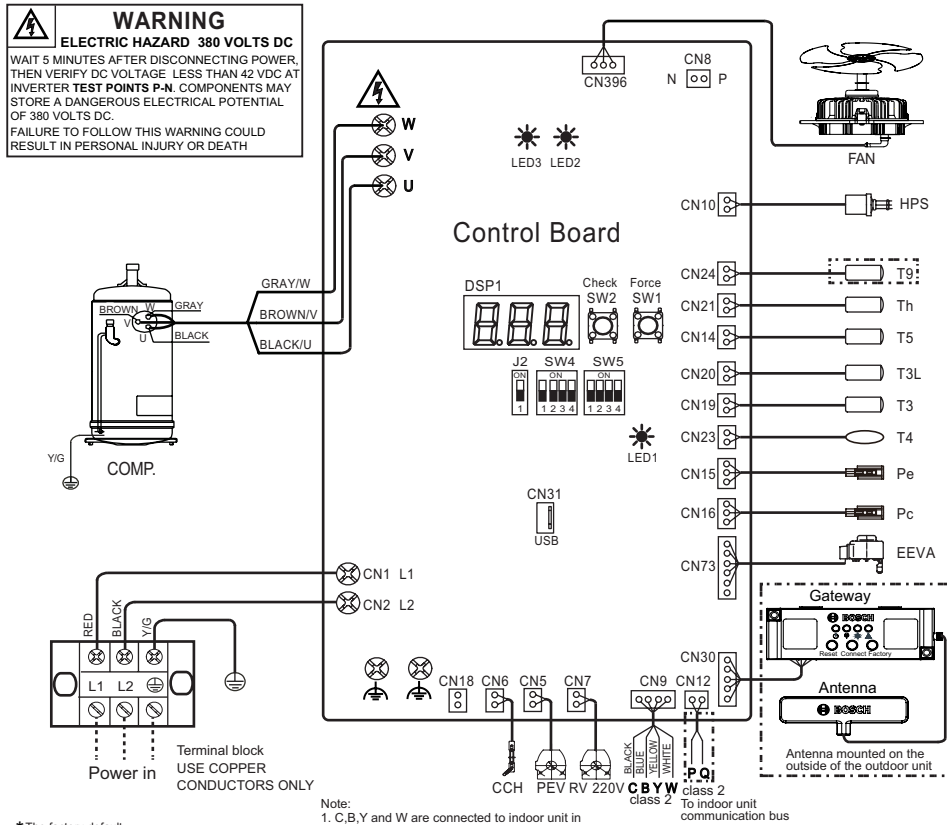 WARNING
ELECTRIC HAZARD 380 VOLTS DC
WAIT 5 MINUTES AFTER DISCONNECTING POWER,
THEN VERIFY DC VOLTAGE LESS THAN 42 VDC AT
INVERTER TEST POINTS P-N. COMPONENTS MAY
STORE A DANGEROUS ELECTRICAL POTENTIAL
OF 380 VOLTS DC.
FAILURE TO FOLLOW THIS WARNING COULD
RESULT IN PERSONAL INJURY OR DEATH
CN396
CN8
N P
FAN
W
V
U
LED3 LED2
CN10 HPS
Control Board
CN24 T9
CN21 Th
CN14 T5
CN20 T3L
CN19 T3
CN23 T4
CN15 Pe
CN16 Pc
CN73 EEVA
DSP1
Check SW2
Force SW1
J2 SW4 SW5
ON ON ON
1 1 2 3 4 1 2 3 4
LED1
CN31
USB
GRAY/W
BROWN/V
BLACK/U
BROWN W GRAY
V
U BLACK
Y/G
COMP.
CN1 L1
CN2 L2
RED
BLACK
Y/G
L1 L2
Power in
Terminal block
USE COPPER
CONDUCTORS ONLY
CN18 CN6 CN5 CN7 CN9 CN12
CN30
CCH PEV RV 220V
BLACK
BLUE
YELLOW
WHITE
C B Y W
class 2
P Q
class 2
To indoor unit
communication bus
Gateway
BOSCH
Reset Connect Factory
Antenna
BOSCH
Antenna mounted on the
outside of the outdoor unit
Note:
1. C,B,Y and W are connected to indoor unit in